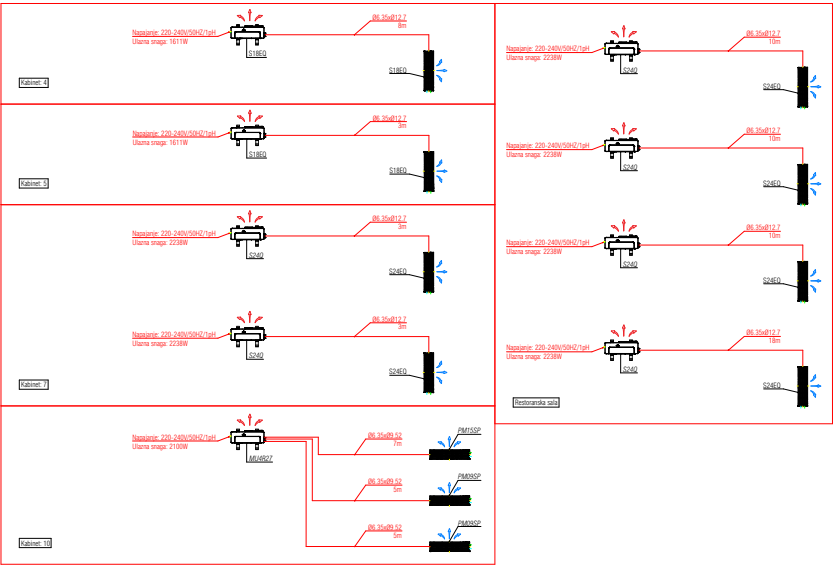 Napajanje: 220-240V/50HZ/1pH
Ulazna snaga: 1611W
S18EQ
Ø6.35xØ12.7
8m
S18EQ
Kabinet: 4
Napajanje: 220-240V/50HZ/1pH
Ulazna snaga: 1611W
S18EQ
Ø6.35xØ12.7
3m
S18EQ
Kabinet: 5
Napajanje: 220-240V/50HZ/1pH
Ulazna snaga: 2238W
S24Q
Ø6.35xØ12.7
3m
S24EQ
Napajanje: 220-240V/50HZ/1pH
Ulazna snaga: 2238W
S24Q
Ø6.35xØ12.7
3m
S24EQ
Kabinet: 7
Napajanje: 220-240V/50HZ/1pH
Ulazna snaga: 2100W
MU4R27
Ø6.35xØ9.52
7m
PM15SP
Ø6.35xØ9.52
5m
PM09SP
Ø6.35xØ9.52
5m
PM09SP
Kabinet: 10
Napajanje: 220-240V/50HZ/1pH
Ulazna snaga: 2238W
S24Q
Ø6.35xØ12.7
10m
S24EQ
Napajanje: 220-240V/50HZ/1pH
Ulazna snaga: 2238W
S24Q
Ø6.35xØ12.7
10m
S24EQ
Napajanje: 220-240V/50HZ/1pH
Ulazna snaga: 2238W
S24Q
Ø6.35xØ12.7
10m
S24EQ
Napajanje: 220-240V/50HZ/1pH
Ulazna snaga: 2238W
S24Q
Ø6.35xØ12.7
18m
S24EQ
Restoranska sala